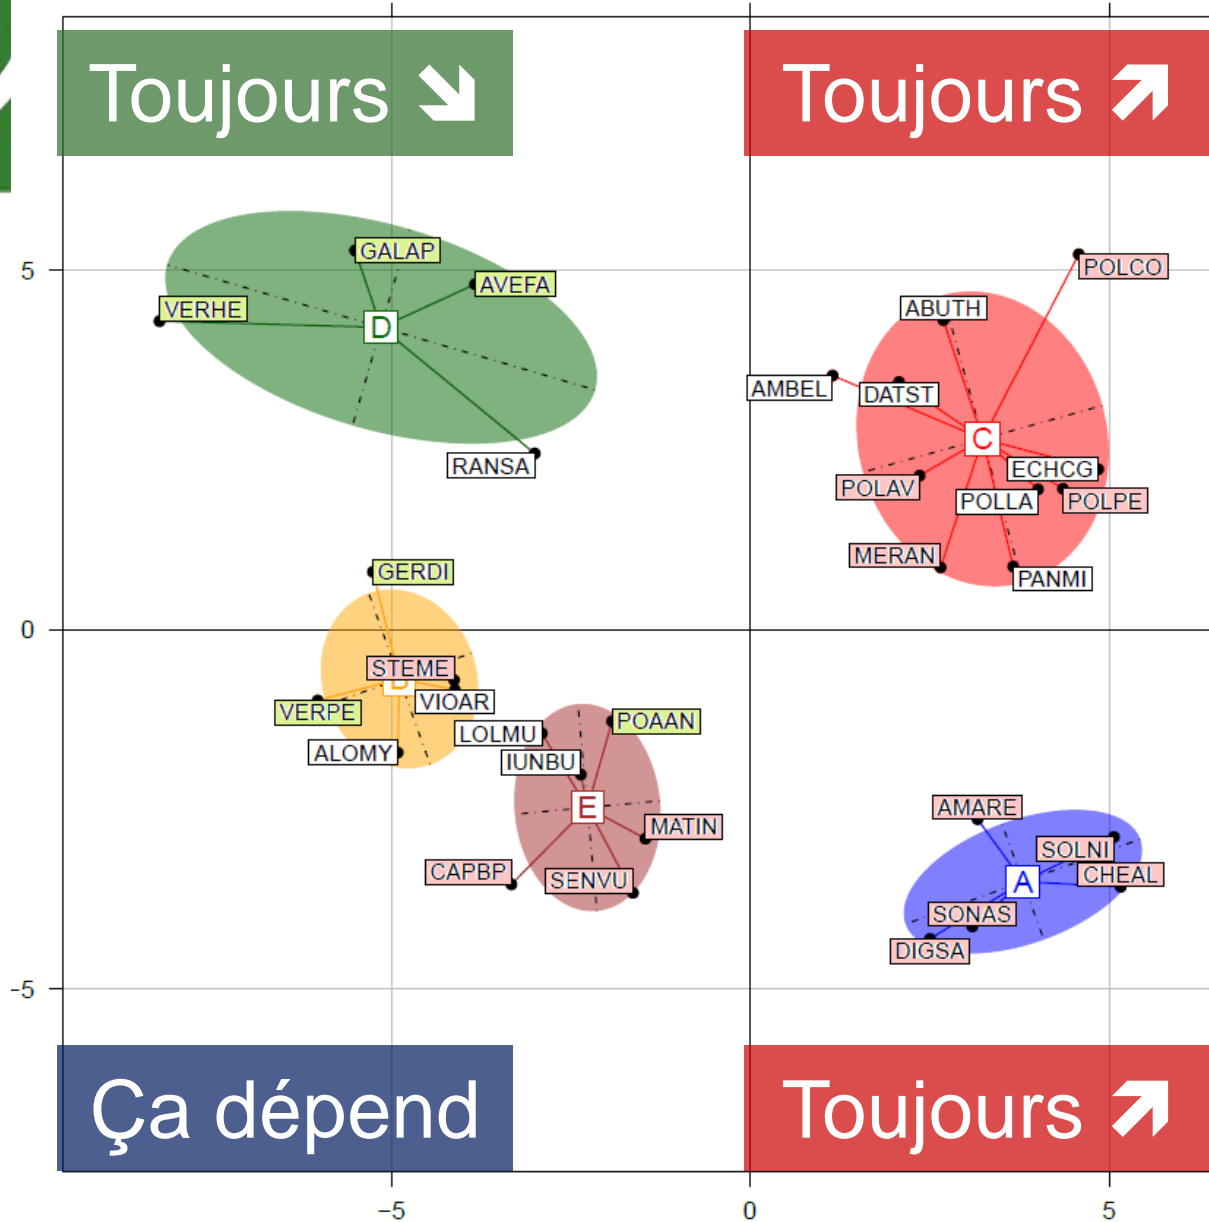 Toujours ↘
Toujours ↗
5
GALAP
AVEFA
VERHE
D
RANSA
POLCO
ABUTH
AMBEL
DATST
C
ECHCG
POLAV
POLLA
POLPE
MERAN
PANMI
0
GERDI
STEME
VIOAR
VERPE
ALOMY
LOLMU
POAAN
IUNBU
E
MATIN
CAPBP
SENVU
AMARE
SOLNI
CHEAL
A
SONAS
DIGSA
−5
Ça dépend
Toujours ↗
−5
0
5